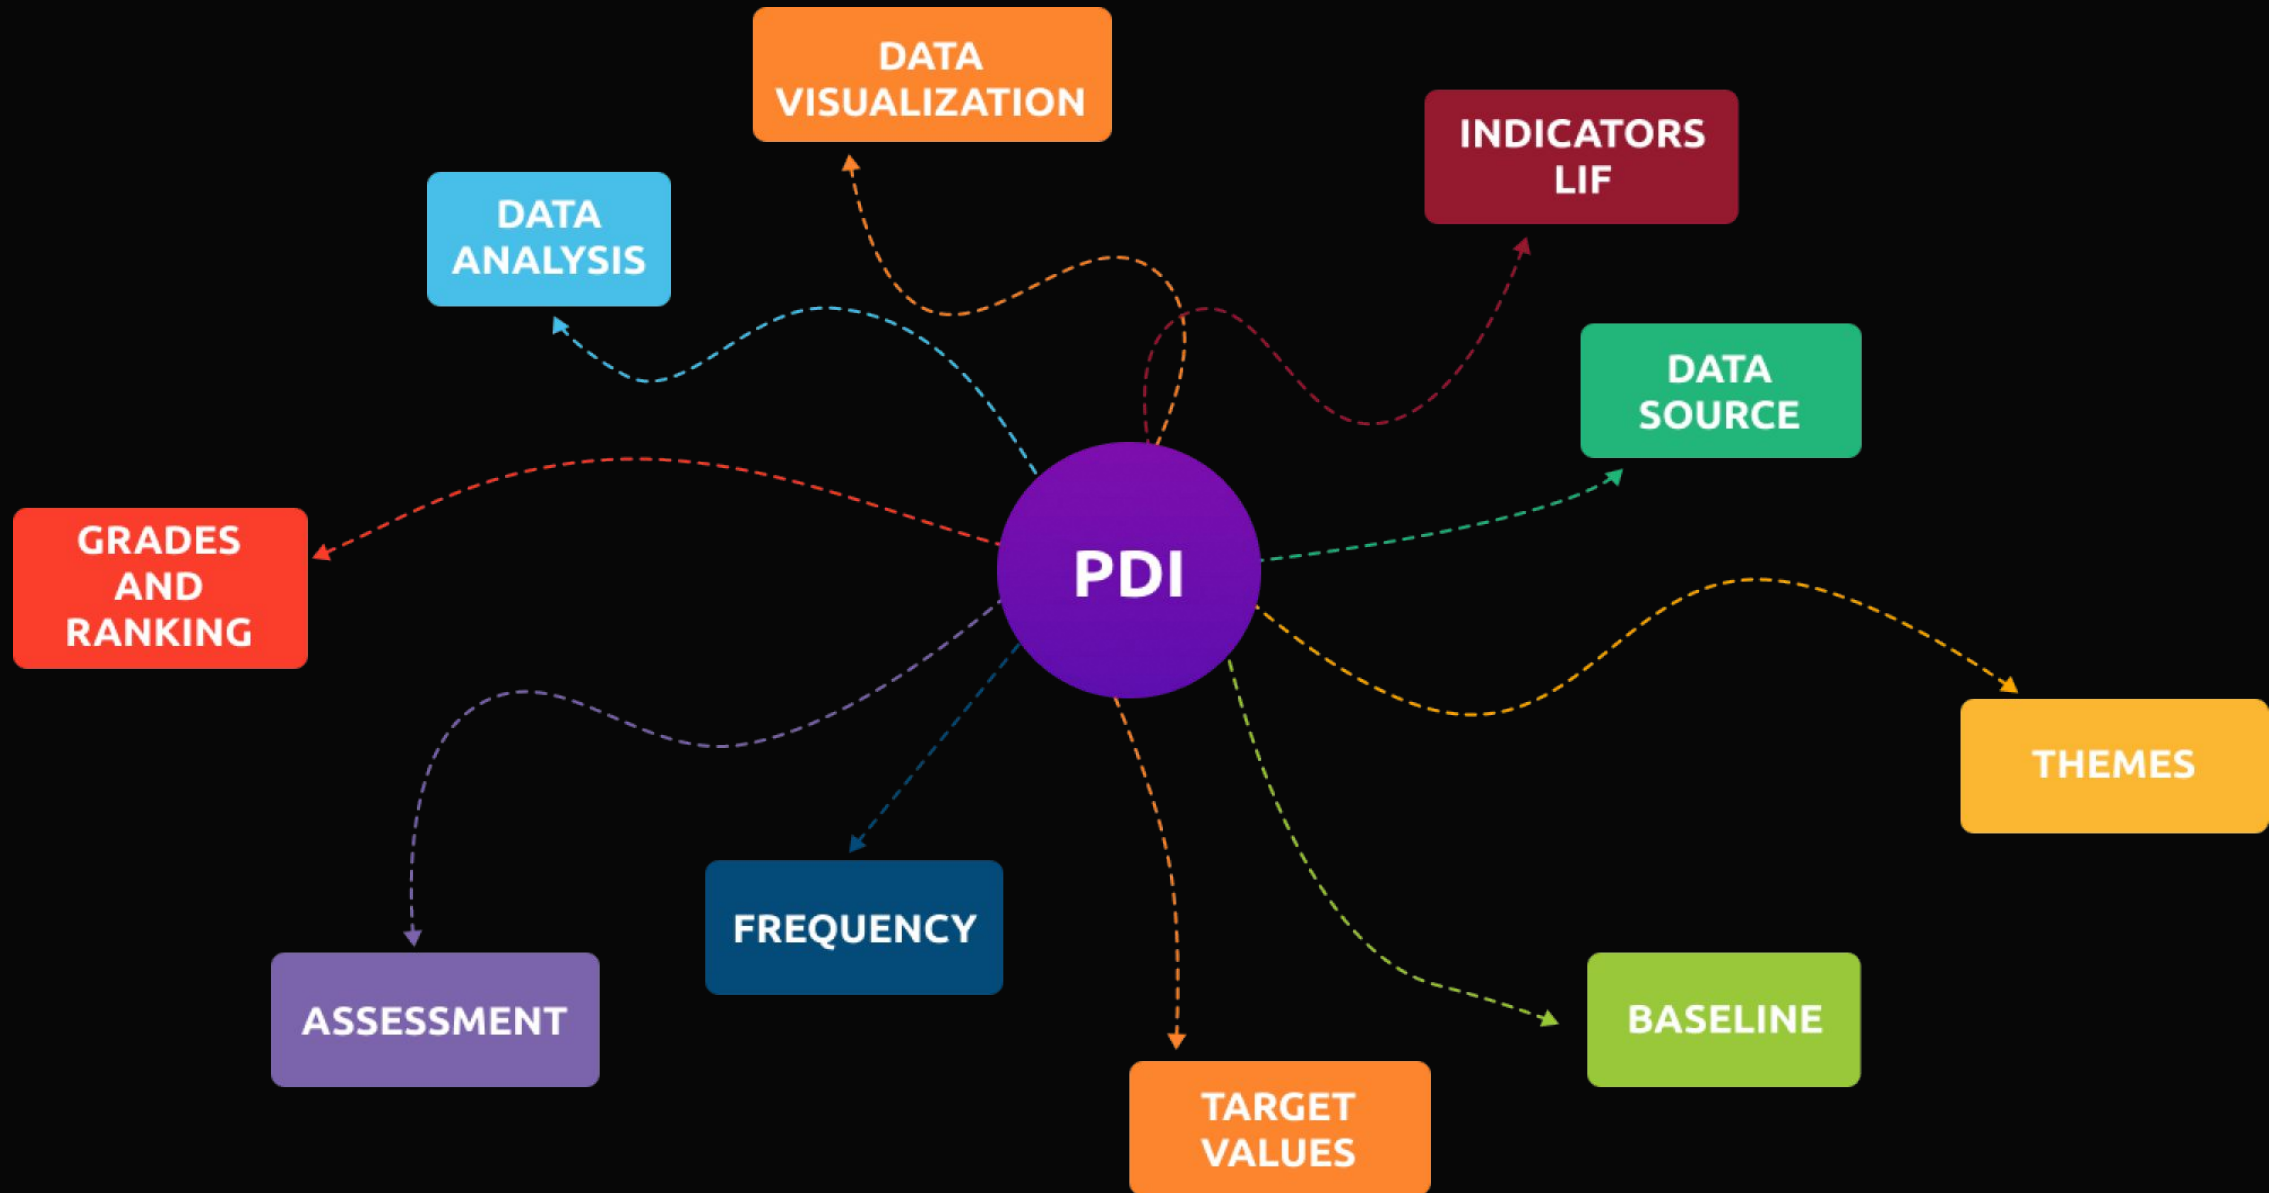 DATA
VISUALIZATION
INDICATORS
LIF
DATA
ANALYSIS
DATA
SOURCE
GRADES
AND
RANKING
PDI
THEMES
FREQUENCY
ASSESSMENT
BASELINE
TARGET
VALUES